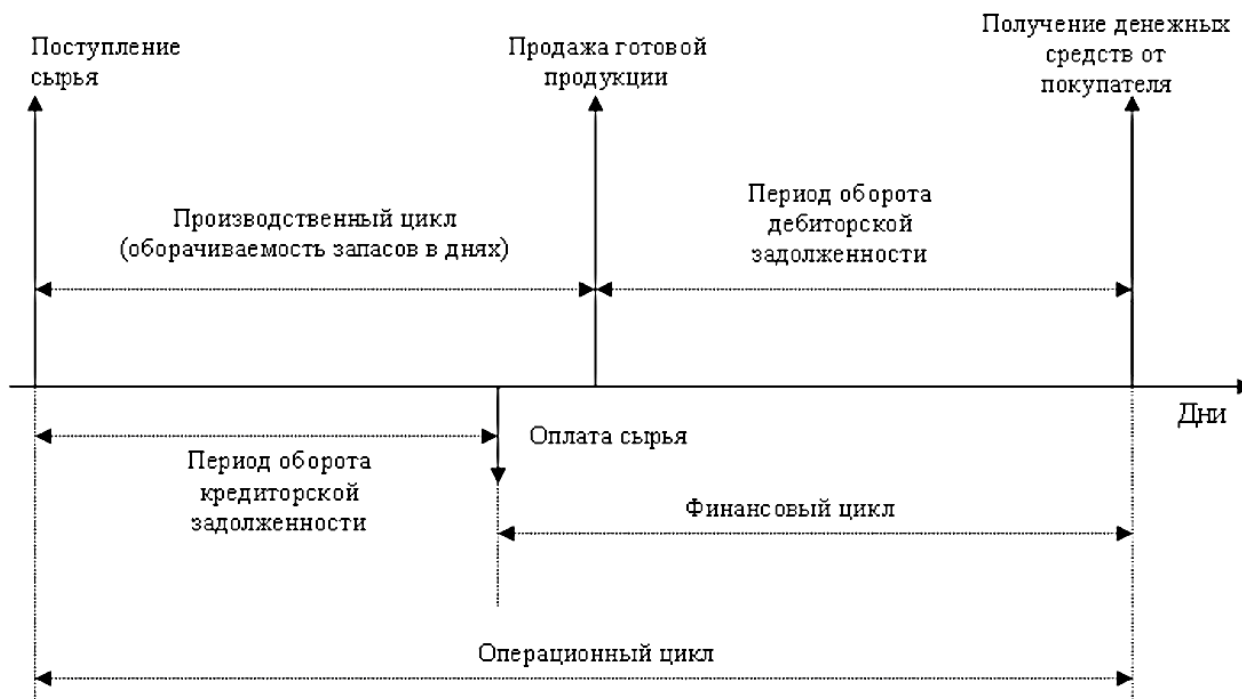 Поступление
сырья
Продажа готовой
продукции
Получение денежных
средств от
покупателя
Производственный цикл
(оборачиваемость запасов в днях)
Период оборота
дебиторской
задолженности
Дни
Оплата сырья
Период оборота
кредиторской
задолженности
Финансовый цикл
Операционный цикл